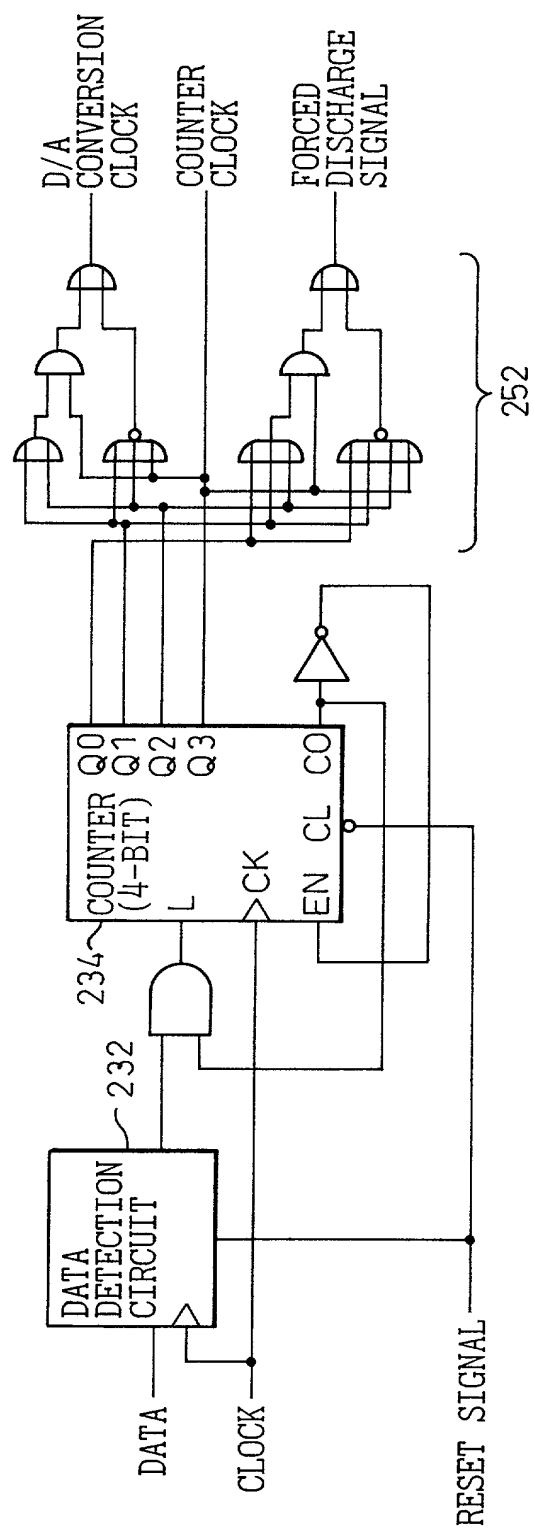 DATA
CLOCK
RESET SIGNAL
DATA
DETECTION
CIRCUIT
232
234
COUNTER
(4-BIT)
L
CK
EN
CL
CO
Q0
Q1
Q2
Q3
252
D/A
CONVERSION
CLOCK
COUNTER
CLOCK
FORCED
DISCHARGE
SIGNAL